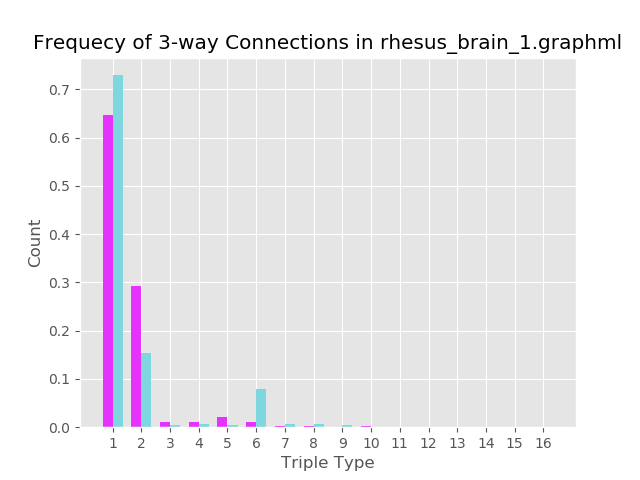 Frequecy of 3-way Connections in rhesus_brain_1.graphml
0.7
0.6
0.5
0.4
0.3
0.2
0.1
0.0
Count
1 2 3 4 5 6 7 8 9 10 11 12 13 14 15 16
Triple Type